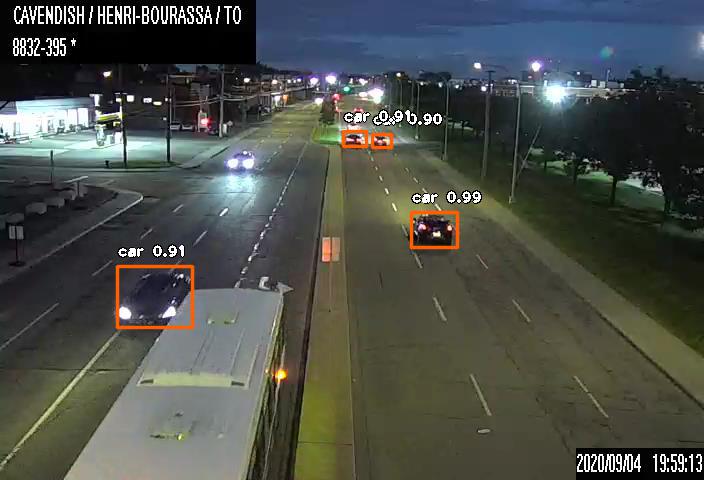 CAVENDISH / HENRI-BOURASSA / TO
8832-395 *
car 0.91
0.90
car 0.99
car 0.91
2020/09/04 19:59:13